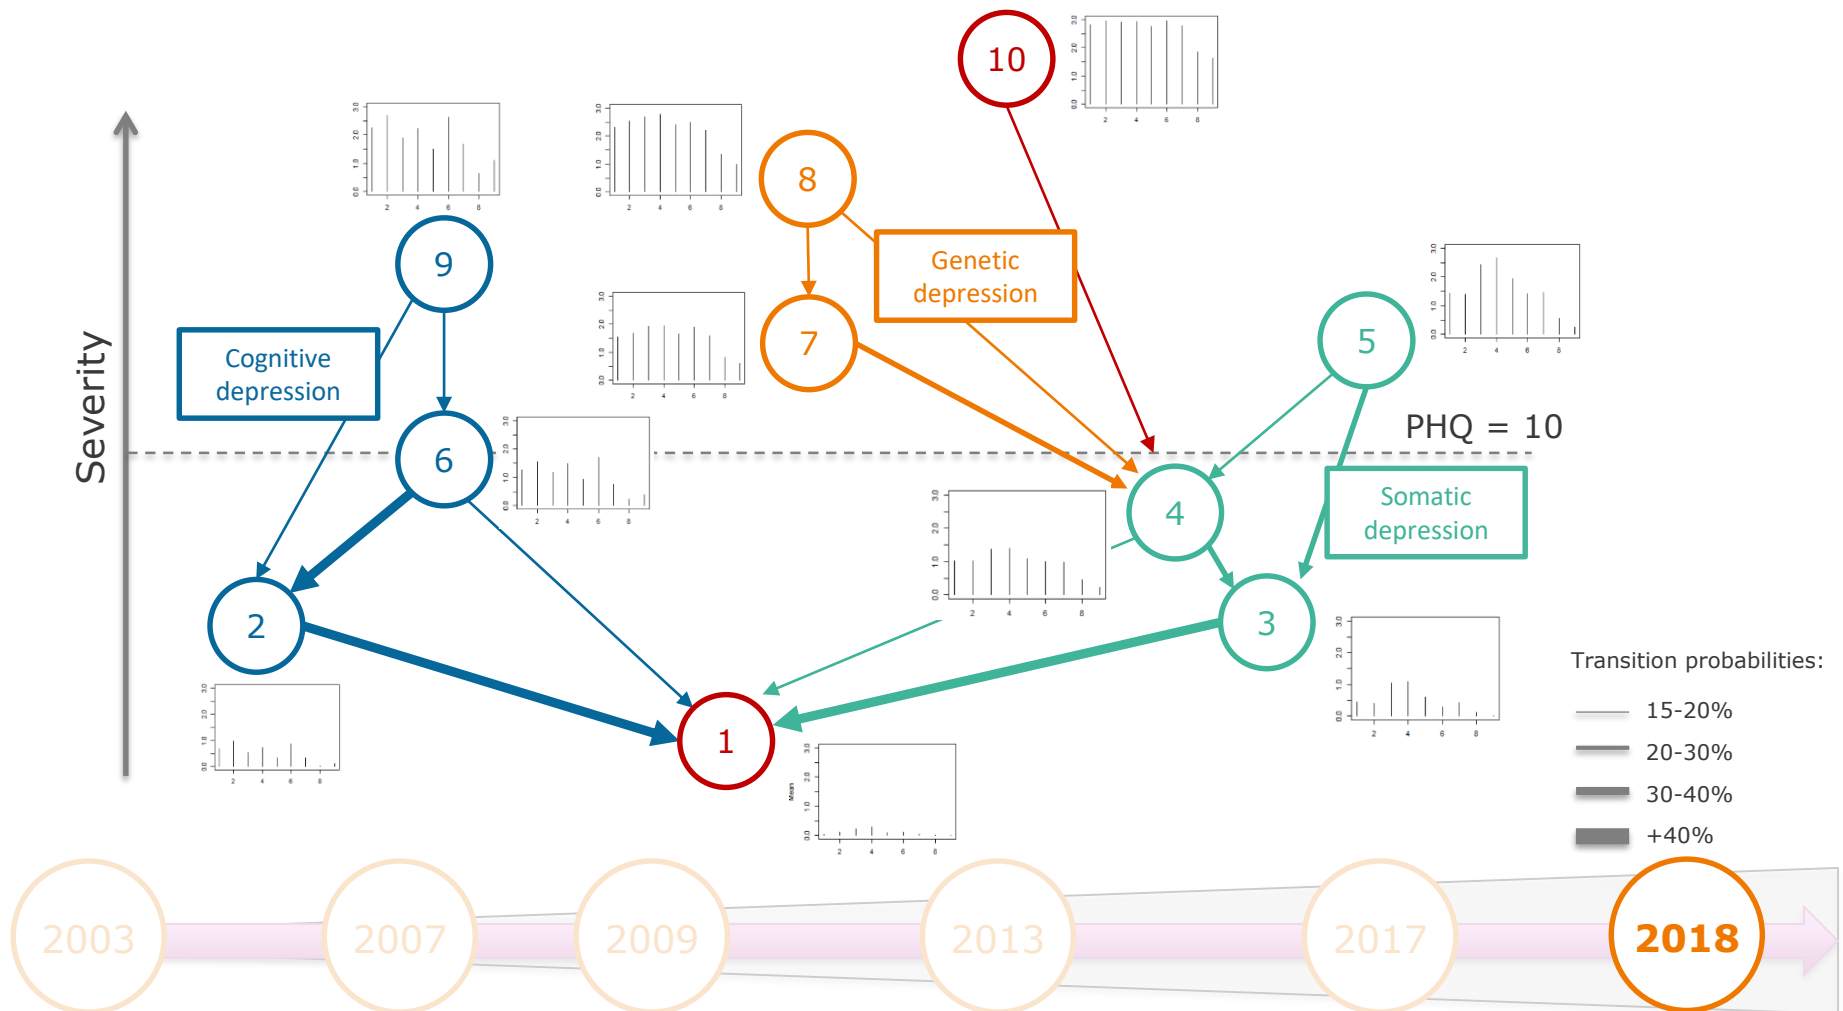 10
8
9
Genetic
depression
7
5
Cognitive
depression
Severity
PHQ = 10
6
4
Somatic
depression
2
3
1
Transition probabilities:
15-20%
20-30%
30-40%
+40%
Mean
2003
2007
2009
2013
2017
2018